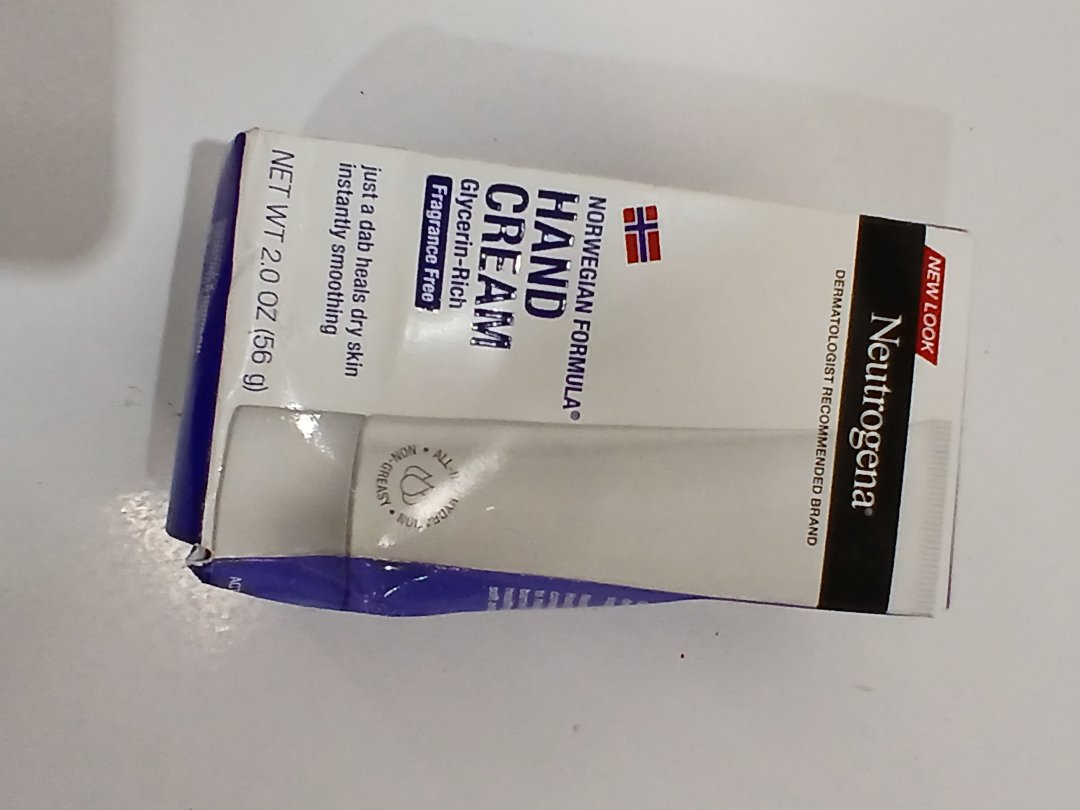 NEW LOOK
Neutrogena®
DERMATOLOGIST RECOMMENDED BRAND
NORWEGIAN FORMULA®
HAND
CREAM
Glycerin-Rich
Fragrance Free
just a dab heals dry skin
instantly smoothing
NET WT 2.0 OZ (56 g)
NON-GREASY •